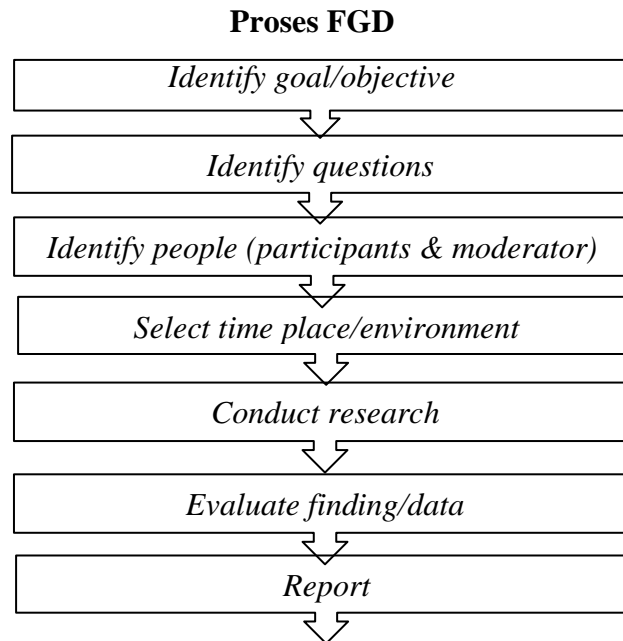 Proses FGD
Identify goal/objective
Identify questions
Identify people (participants & moderator)
Select time place/environment
Conduct research
Evaluate finding/data
Report